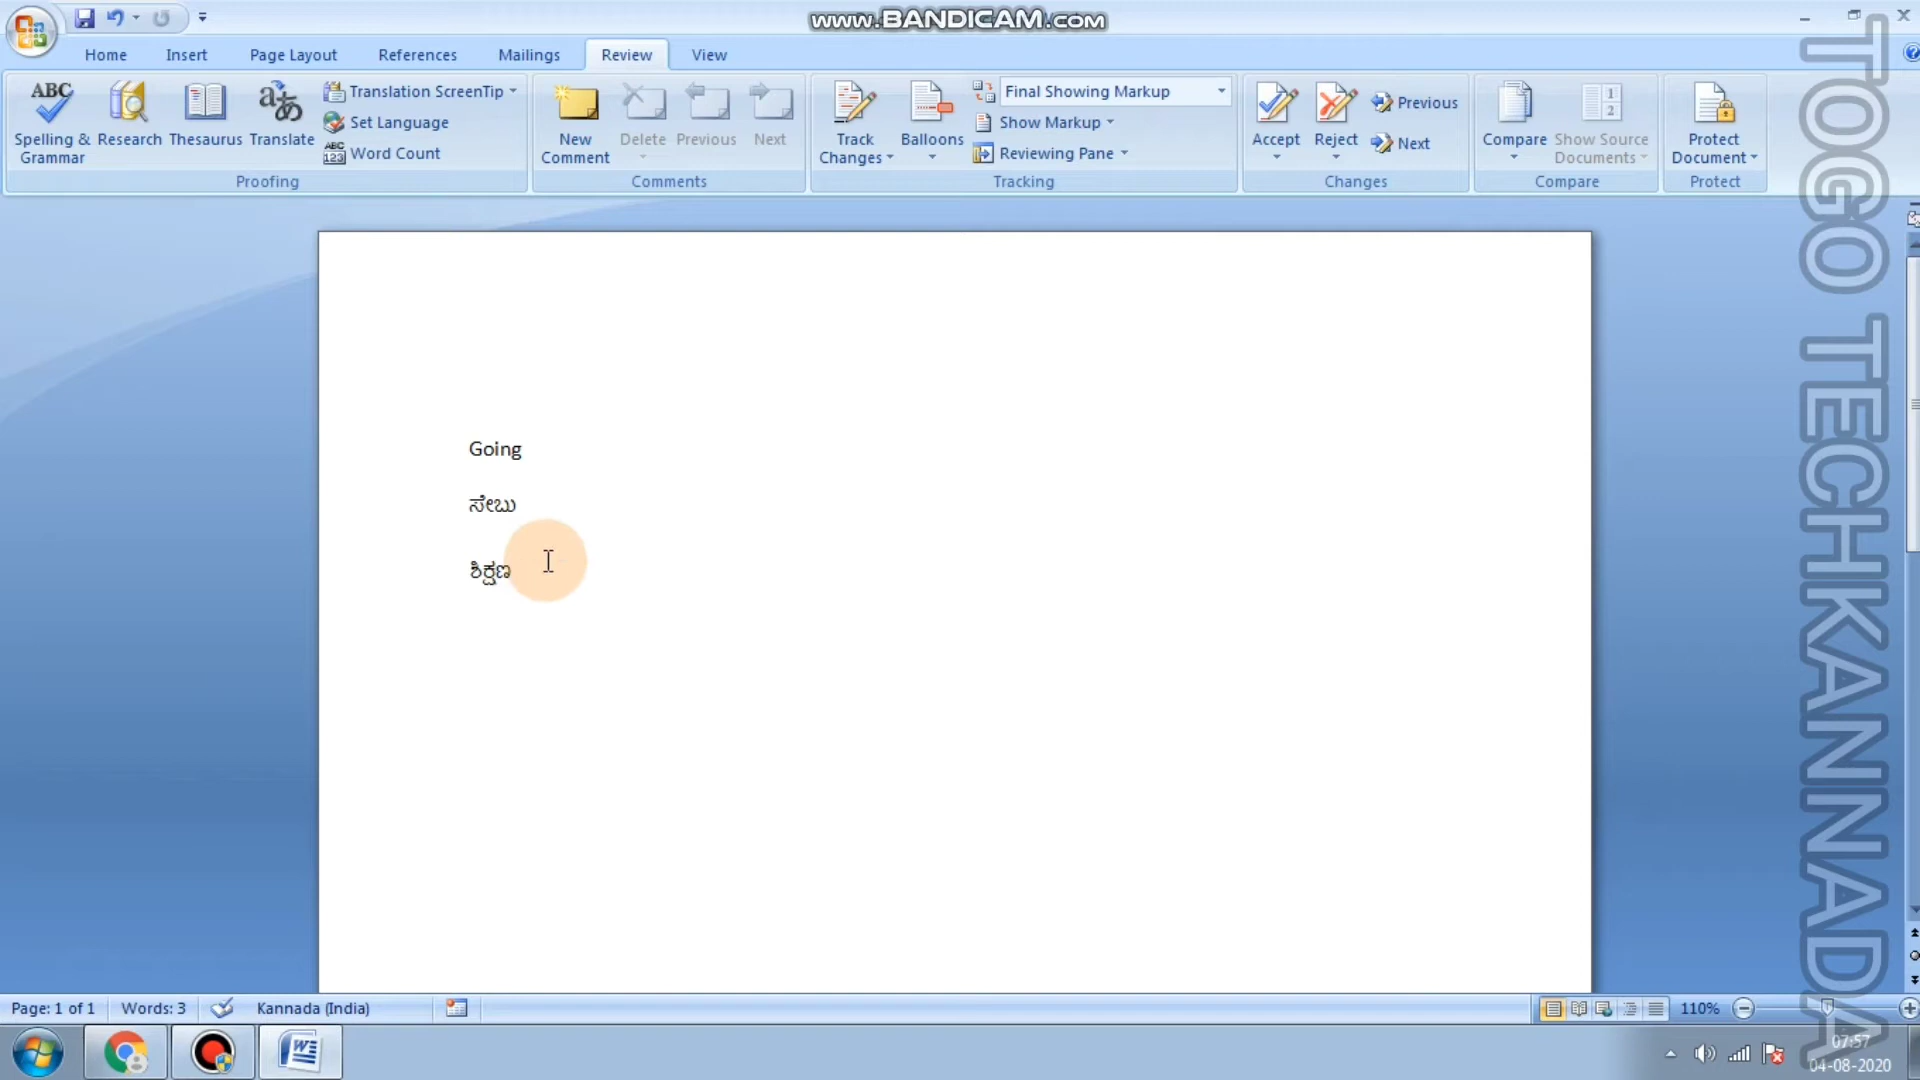 www.BANDICAM.com
Home Insert Page Layout References Mailings Review View
ABC Spelling & Grammar
Research
Thesaurus
Translate
Translation ScreenTip
Set Language
ABC 123 Word Count
Proofing
New Comment
Delete
Previous
Next
Comments
Track Changes
Balloons
Final Showing Markup
Show Markup
Reviewing Pane
Tracking
Accept
Reject
Previous
Next
Changes
Compare
Show Source Documents
Compare
Protect Document
Protect
Going
ಸೇಬು
ಶಿಕ್ಷಣ
TOGO TECHKANNADA
Page: 1 of 1 Words: 3 Kannada (India) 110%
07:57
04-08-2020